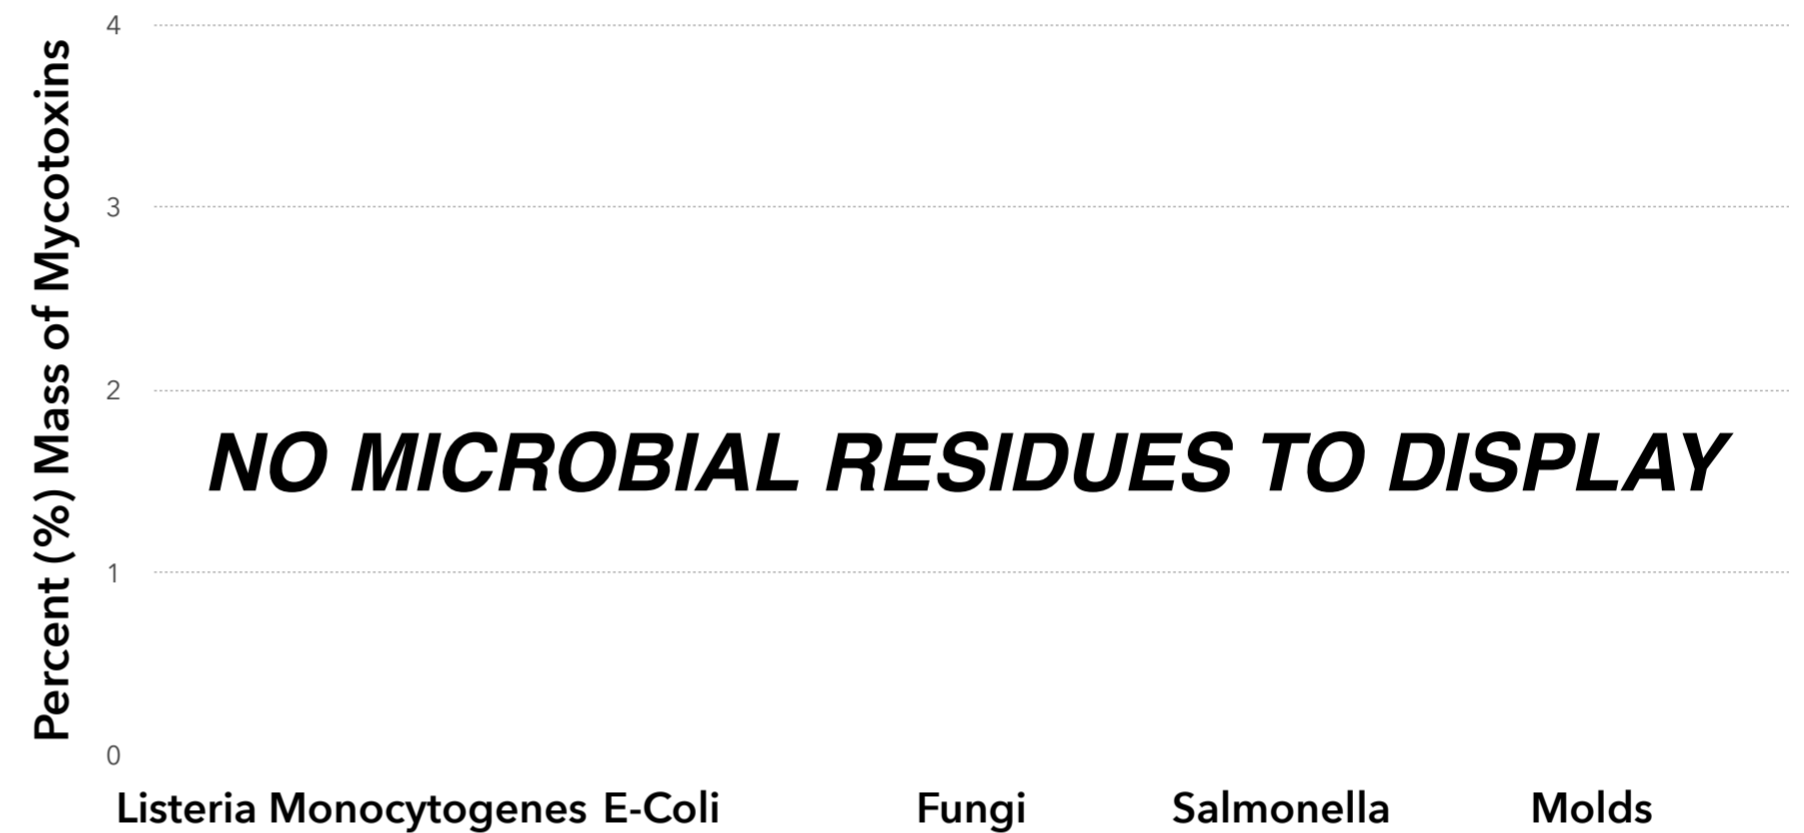 Percent (%) Mass of Mycotoxins
4
3
2
NO MICROBIAL RESIDUES TO DISPLAY
1
0
Listeria Monocytogenes E-Coli Fungi Salmonella Molds